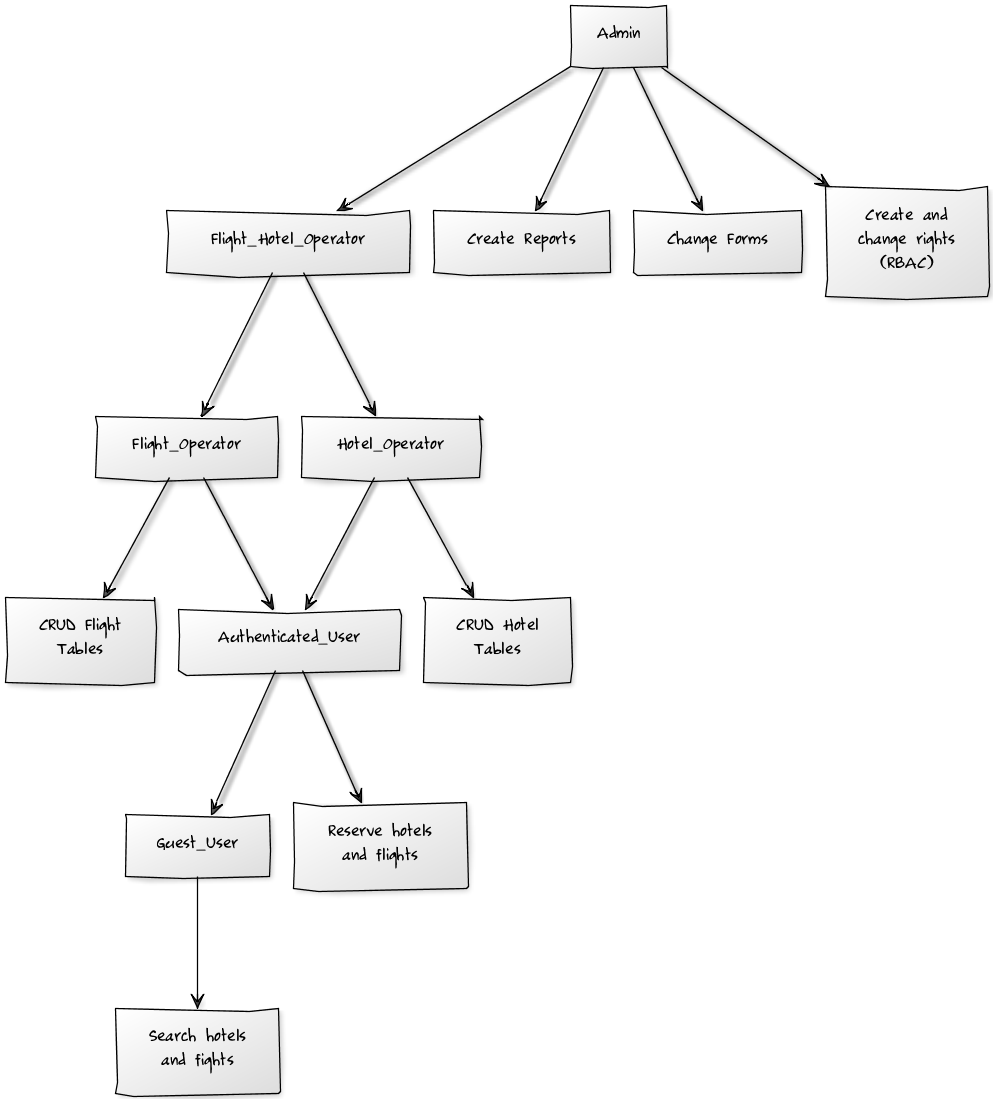 Admin
Flight_Hotel_Operator
Create Reports
Change Forms
Create and
change rights
(RBAC)
Flight_Operator
Hotel_Operator
CRUD Flight
Tables
Authenticated_User
CRUD Hotel
Tables
Guest_User
Reserve hotels
and flights
Search hotels
and fights